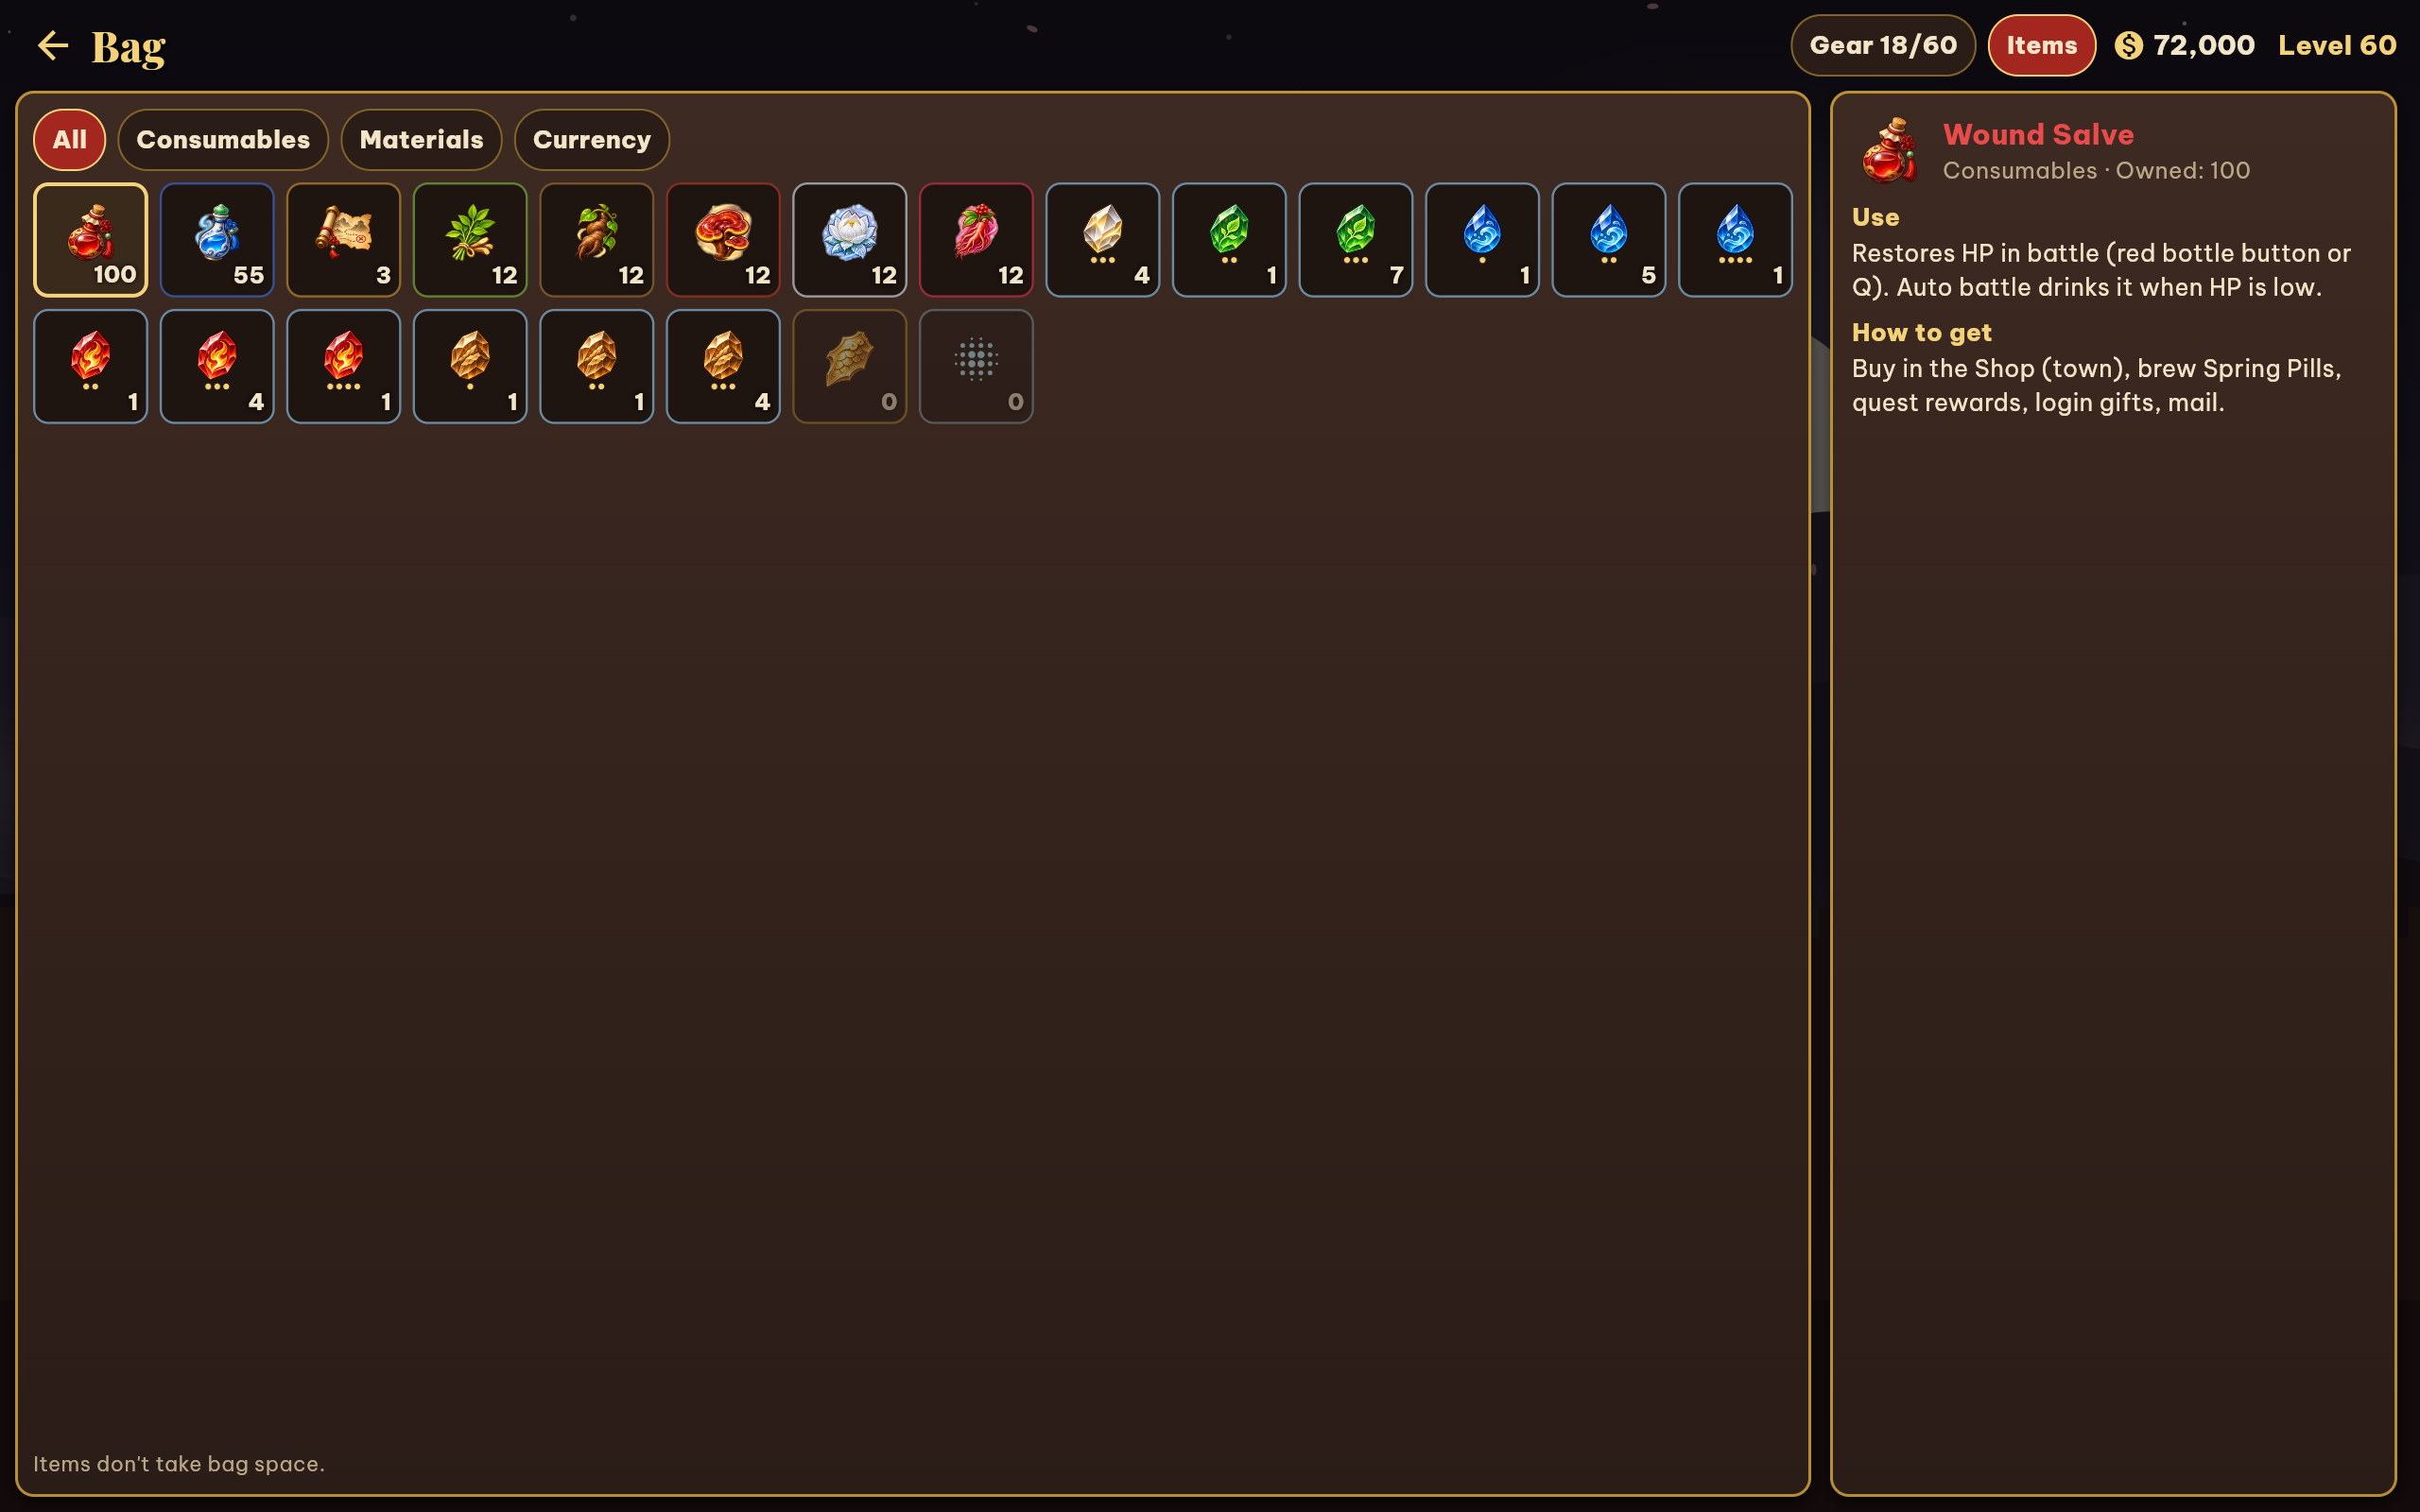 Bag
Gear 18/60
Items
72,000
Level 60
All
Consumables
Materials
Currency
100
55
3
12
12
12
12
12
4
1
7
1
5
1
1
4
1
1
1
4
0
0
Items don't take bag space.
Wound Salve
Consumables · Owned: 100
Use
Restores HP in battle (red bottle button or
Q). Auto battle drinks it when HP is low.
How to get
Buy in the Shop (town), brew Spring Pills,
quest rewards, login gifts, mail.